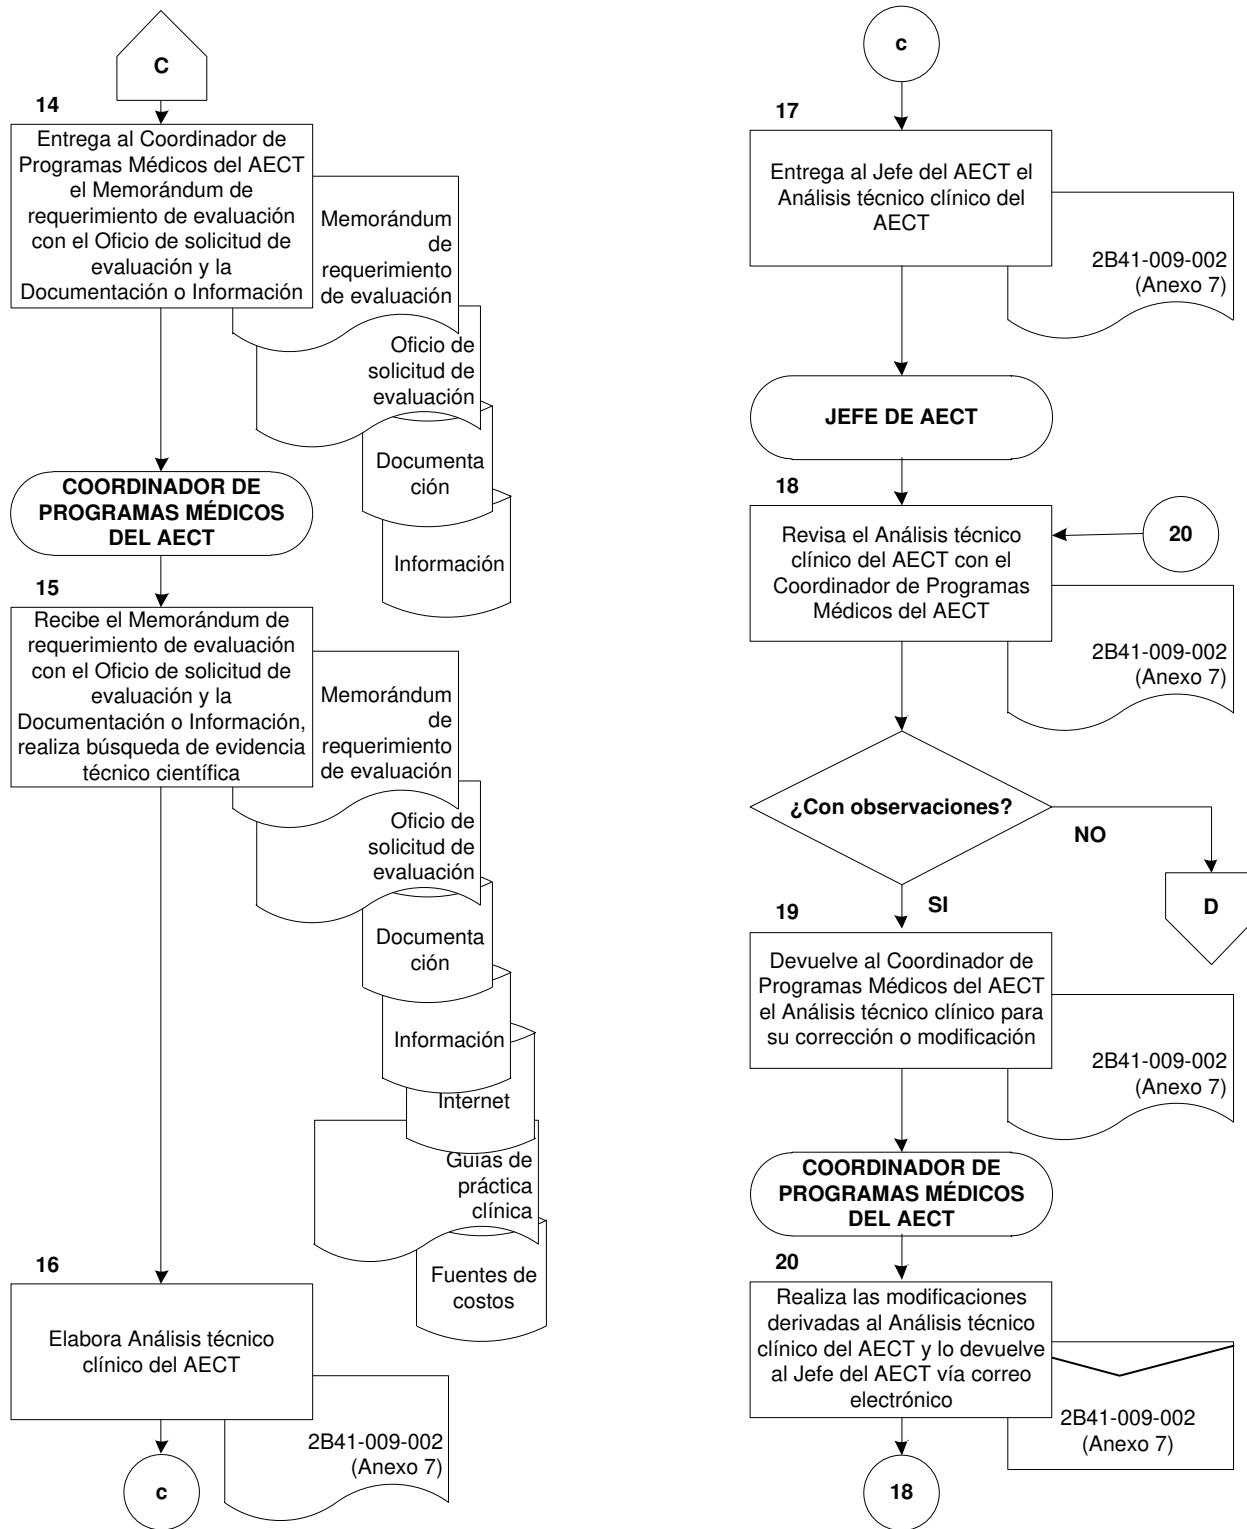 C
14
Entrega al Coordinador de
Programas Médicos del AECT
el Memorándum de
requerimiento de evaluación
con el Oficio de solicitud de
evaluación y la
Documentación o Información
Memorándum
de
requerimiento
de evaluación
Oficio de
solicitud de
evaluación
Documenta
ción
Información
COORDINADOR DE
PROGRAMAS MÉDICOS
DEL AECT
15
Recibe el Memorándum de
requerimiento de evaluación
con el Oficio de solicitud de
evaluación y la
Documentación o Información,
realiza búsqueda de evidencia
técnico científica
Memorándum
de
requerimiento
de evaluación
Oficio de
solicitud de
evaluación
Documenta
ción
Información
Internet
Guías de
práctica
clínica
Fuentes de
costos
16
Elabora Análisis técnico
clínico del AECT
2B41-009-002
(Anexo 7)
c
c
17
Entrega al Jefe del AECT el
Análisis técnico clínico del
AECT
2B41-009-002
(Anexo 7)
JEFE DE AECT
18
Revisa el Análisis técnico
clínico del AECT con el
Coordinador de Programas
Médicos del AECT
20
2B41-009-002
(Anexo 7)
¿Con observaciones?
NO
D
SI
19
Devuelve al Coordinador de
Programas Médicos del AECT
el Análisis técnico clínico para
su corrección o modificación
2B41-009-002
(Anexo 7)
COORDINADOR DE
PROGRAMAS MÉDICOS
DEL AECT
20
Realiza las modificaciones
derivadas al Análisis técnico
clínico del AECT y lo devuelve
al Jefe del AECT vía correo
electrónico
2B41-009-002
(Anexo 7)
18